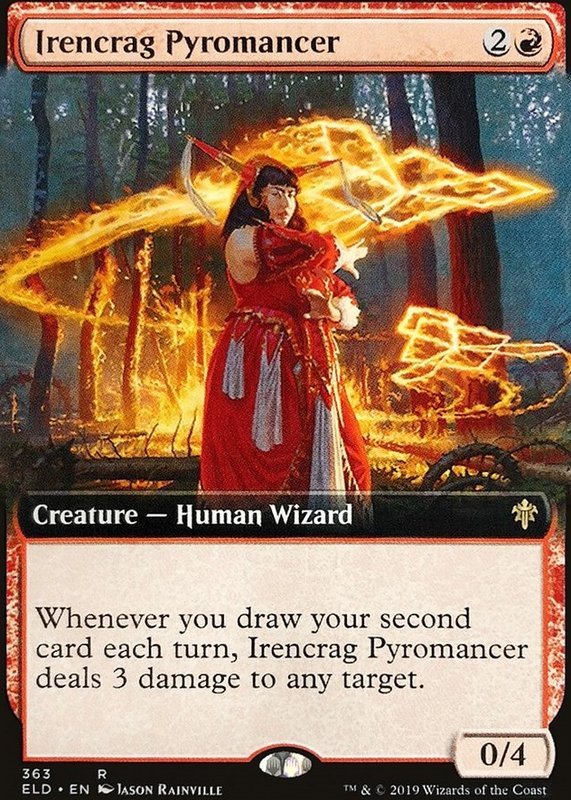 Irencrag Pyromancer 2
Creature — Human Wizard
Whenever you draw your second
card each turn, Irencrag Pyromancer
deals 3 damage to any target.
0/4
363 R
ELD • EN Jason Rainville
™ & © 2019 Wizards of the Coast